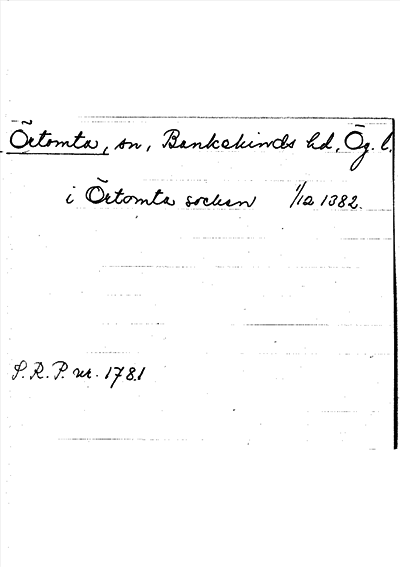 Örtomta, sn, Bankekinds hd, Ög. l.
i Örtomta socken 1/12 1382.
S.R.P. nr. 1781